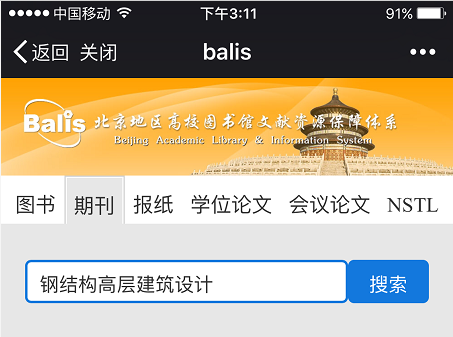 中国移动 下午3:11 91%
返回 关闭 balis
Balis 北京地区高校图书馆文献资源保障体系
Beijing Academic Library & Information System
图书 期刊 报纸 学位论文 会议论文 NSTL
钢结构高层建筑设计 搜索